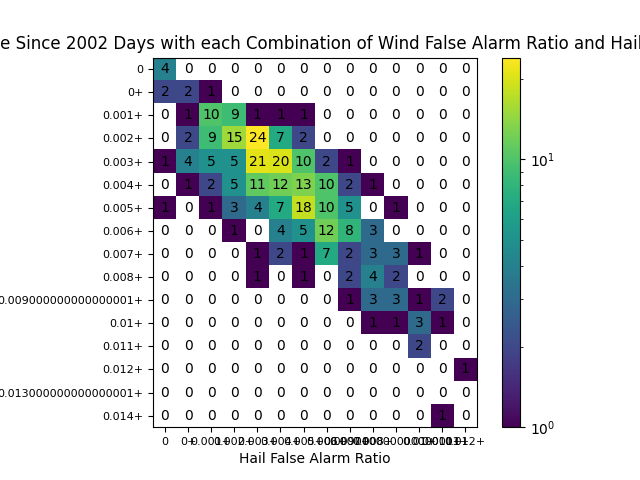 e Since 2002 Days with each Combination of Wind False Alarm Ratio and Hail
0 4 0 0 0 0 0 0 0 0 0 0 0 0 0
0+ 2 2 1 0 0 0 0 0 0 0 0 0 0 0
0.001+ 0 1 10 9 1 1 1 0 0 0 0 0 0 0
0.002+ 0 2 9 15 24 7 2 0 0 0 0 0 0 0
0.003+ 1 4 5 5 21 20 10 2 1 0 0 0 0 0
10¹
0.004+ 0 1 2 5 11 12 13 10 2 1 0 0 0 0
0.005+ 1 0 1 3 4 7 18 10 5 0 1 0 0 0
0.006+ 0 0 0 1 0 4 5 12 8 3 0 0 0 0
0.007+ 0 0 0 0 1 2 1 7 2 3 3 1 0 0
0.008+ 0 0 0 0 1 0 1 0 2 4 2 0 0 0
0.009000000000000001+ 0 0 0 0 0 0 0 0 1 3 3 1 2 0
0.01+ 0 0 0 0 0 0 0 0 0 1 1 3 1 0
0.011+ 0 0 0 0 0 0 0 0 0 0 0 2 0 0
0.012+ 0 0 0 0 0 0 0 0 0 0 0 0 0 1
0.013000000000000001+ 0 0 0 0 0 0 0 0 0 0 0 0 0 0
0.014+ 0 0 0 0 0 0 0 0 0 0 0 0 1 0
10⁰
0 0+
Hail False Alarm Ratio